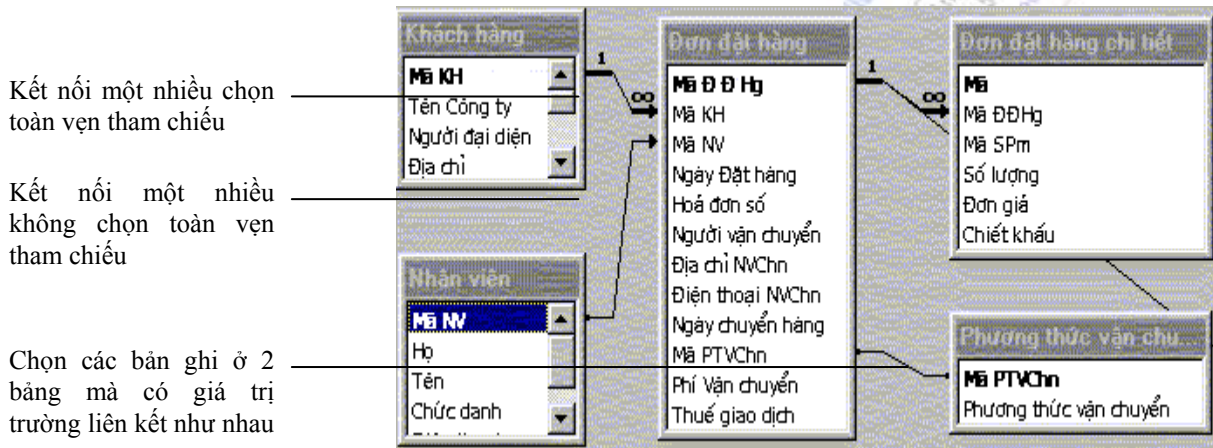 Kết nối một nhiều chọn
toàn vẹn tham chiếu
Kết nối một nhiều
không chọn toàn vẹn
tham chiếu
Chọn các bản ghi ở 2
bảng mà có giá trị
trường liên kết như nhau
Khách hàng
Mã KH
Tên Công ty
Người đại diện
Địa chỉ
Nhân viên
Mã NV
Họ
Tên
Chức danh
1
∞
Đơn đặt hàng
Mã Đ Đ Hg
Mã KH
Mã NV
Ngày Đặt hàng
Hoá đơn số
Người vận chuyển
Địa chỉ NVChn
Điện thoại NVChn
Ngày chuyển hàng
Mã PTVChn
Phí Vận chuyển
Thuế giao dịch
1
∞
Đơn đặt hàng chi tiết
Mã
Mã ĐĐHg
Mã SPm
Số lượng
Đơn giá
Chiết khấu
Phương thức vận chu...
Mã PTVChn
Phương thức vận chuyển